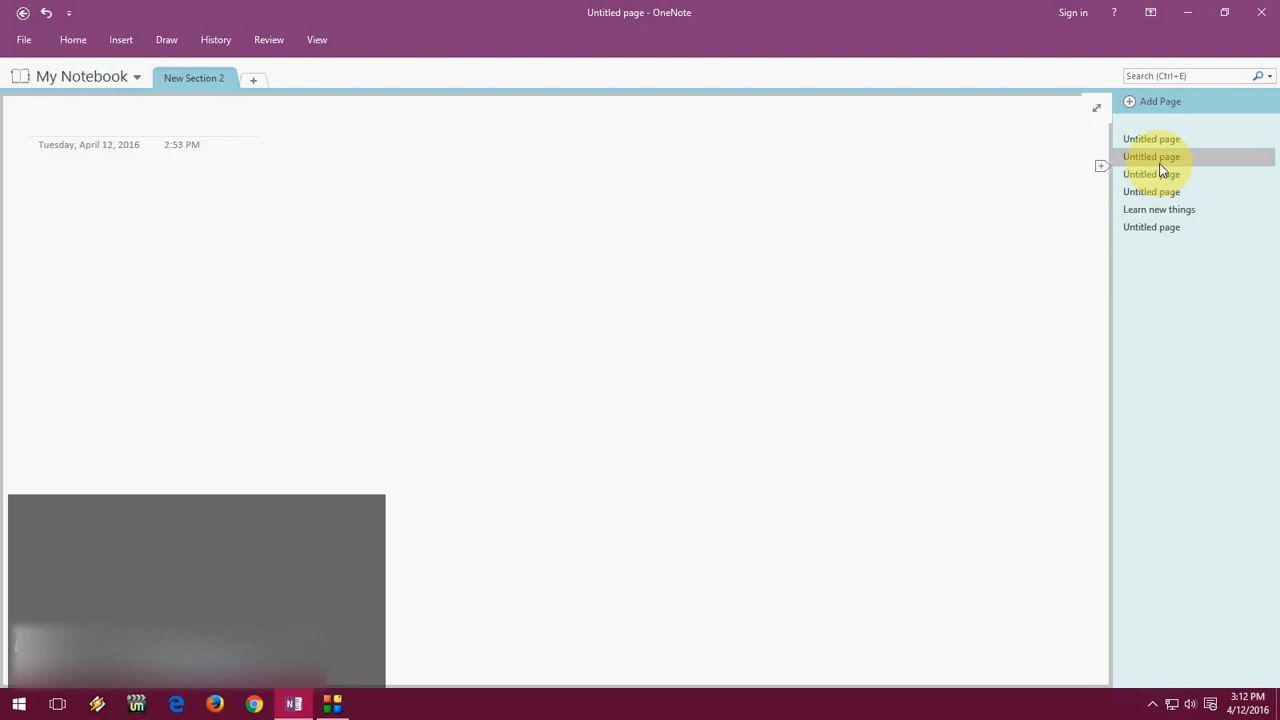 Untitled page - OneNote
Sign in
?
File Home Insert Draw History Review View
My Notebook
New Section 2
+
Search (Ctrl+E)
Add Page
Tuesday, April 12, 2016 2:53 PM
Untitled page
Untitled page
Untitled page
Untitled page
Learn new things
Untitled page
3:12 PM
4/12/2016